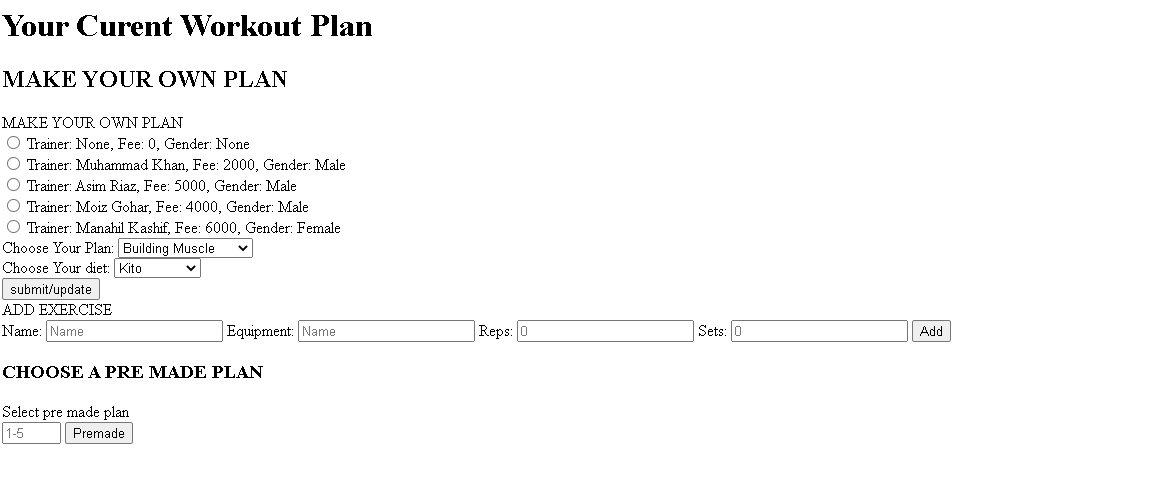 Your Curent Workout Plan
MAKE YOUR OWN PLAN
MAKE YOUR OWN PLAN
Trainer: None, Fee: 0, Gender: None
Trainer: Muhammad Khan, Fee: 2000, Gender: Male
Trainer: Asim Riaz, Fee: 5000, Gender: Male
Trainer: Moiz Gohar, Fee: 4000, Gender: Male
Trainer: Manahil Kashif, Fee: 6000, Gender: Female
Choose Your Plan: Building Muscle
Choose Your diet: Kito
submit/update
ADD EXERCISE
Name: Name Equipment: Name Reps: 0 Sets: 0 Add
CHOOSE A PRE MADE PLAN
Select pre made plan
1-5 Premade